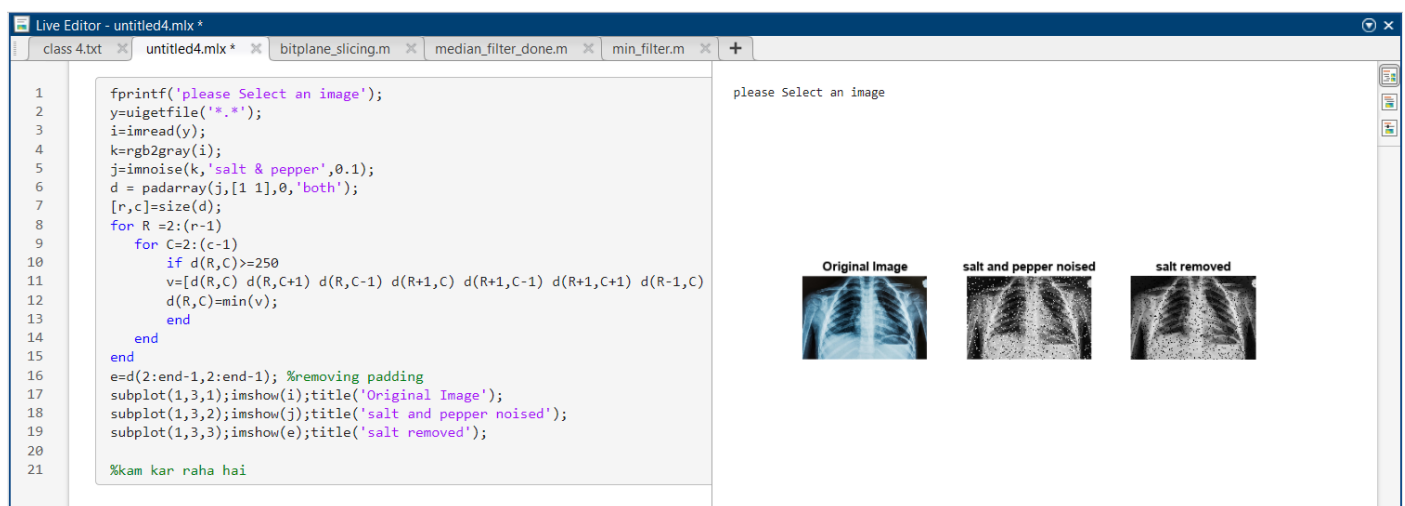 Live Editor - untitled4.mlx *
class 4.txt untitled4.mlx * bitplane_slicing.m median_filter_done.m min_filter.m +
1 fprintf('please Select an image');
2 y=uigetfile('*.*');
3 i=imread(y);
4 k=rgb2gray(i);
5 j=imnoise(k,'salt & pepper',0.1);
6 d = padarray(j,[1 1],0,'both');
7 [r,c]=size(d);
8 for R =2:(r-1)
9 for C=2:(c-1)
10 if d(R,C)>=250
11 v=[d(R,C) d(R,C+1) d(R,C-1) d(R+1,C) d(R+1,C-1) d(R+1,C+1) d(R-1,C)
12 d(R,C)=min(v);
13 end
14 end
15 end
16 e=d(2:end-1,2:end-1); %removing padding
17 subplot(1,3,1);imshow(i);title('Original Image');
18 subplot(1,3,2);imshow(j);title('salt and pepper noised');
19 subplot(1,3,3);imshow(e);title('salt removed');
20
21 %kam kar raha hai
please Select an image
Original Image salt and pepper noised salt removed